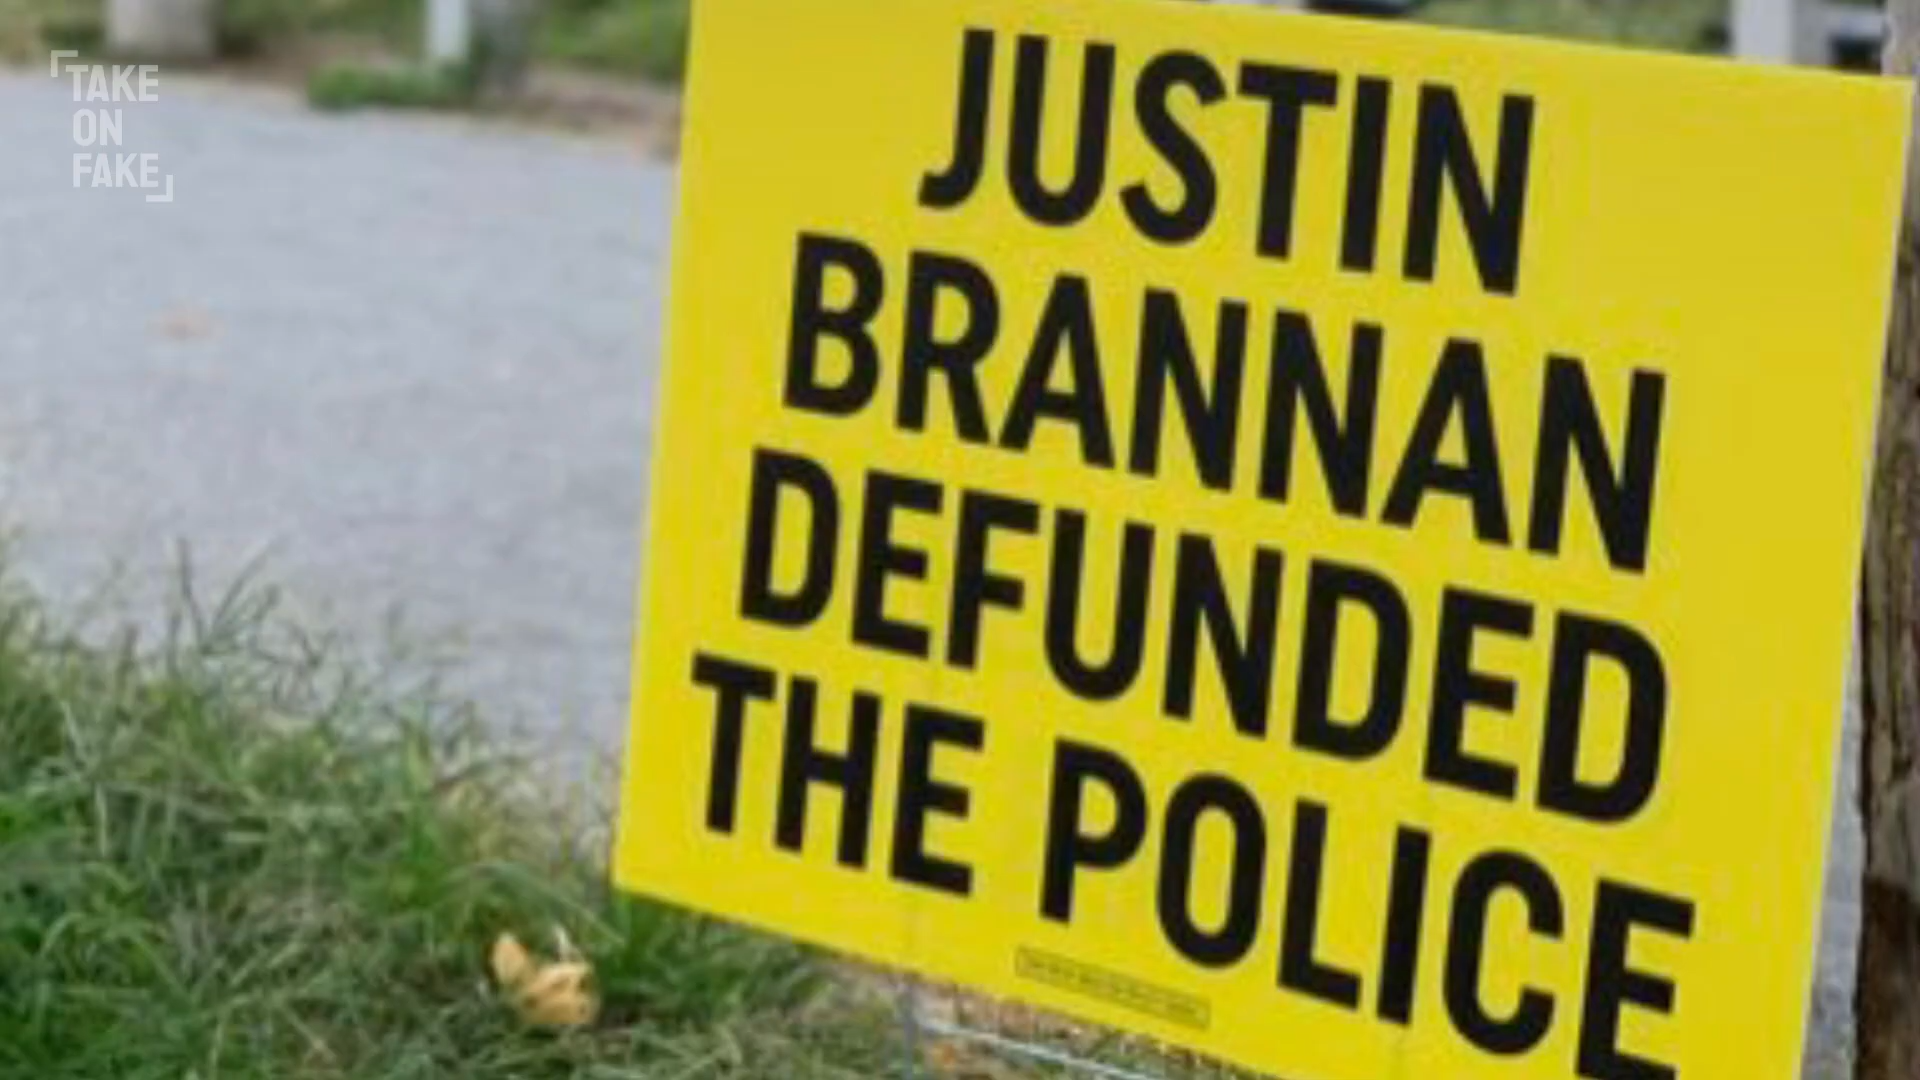 TAKE
ON
FAKE
JUSTIN
BRANNAN
DEFUNDED
THE POLICE